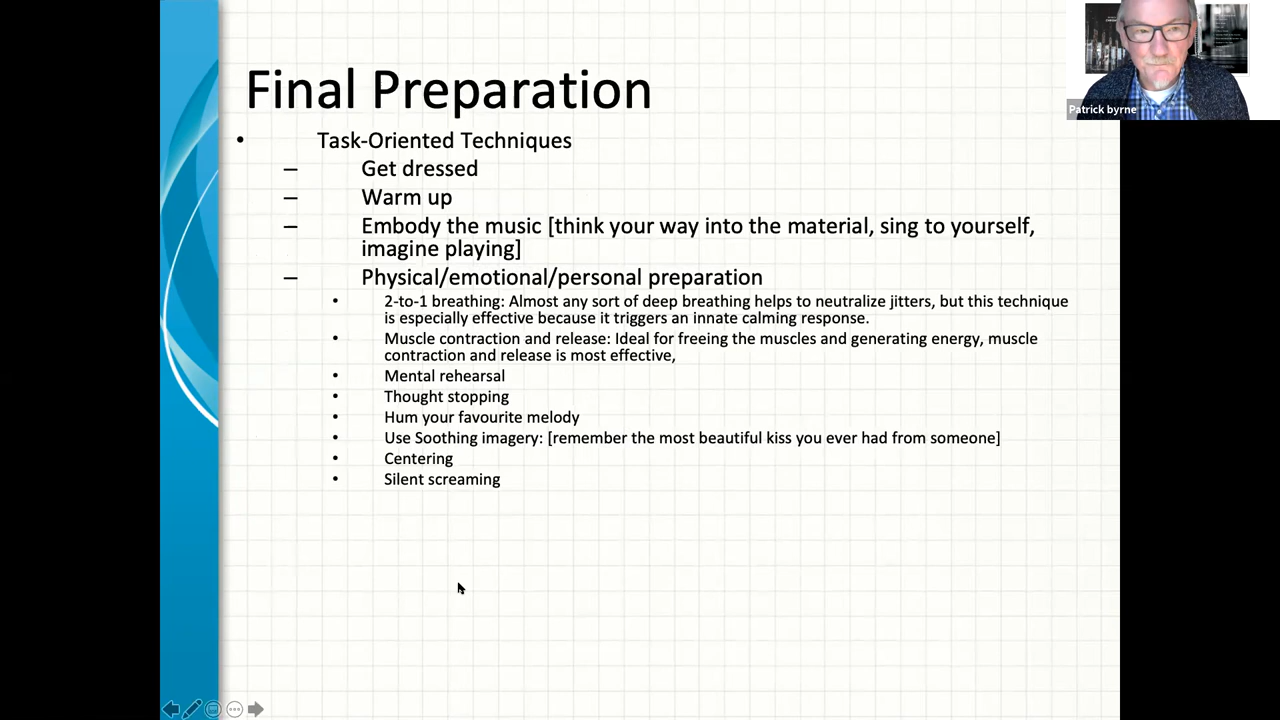 Final Preparation
• Task-Oriented Techniques
– Get dressed
– Warm up
– Embody the music [think your way into the material, sing to yourself,
imagine playing]
– Physical/emotional/personal preparation
• 2-to-1 breathing: Almost any sort of deep breathing helps to neutralize jitters, but this technique
is especially effective because it triggers an innate calming response.
• Muscle contraction and release: Ideal for freeing the muscles and generating energy, muscle
contraction and release is most effective,
• Mental rehearsal
• Thought stopping
• Hum your favourite melody
• Use Soothing imagery: [remember the most beautiful kiss you ever had from someone]
• Centering
• Silent screaming
Patrick byrne